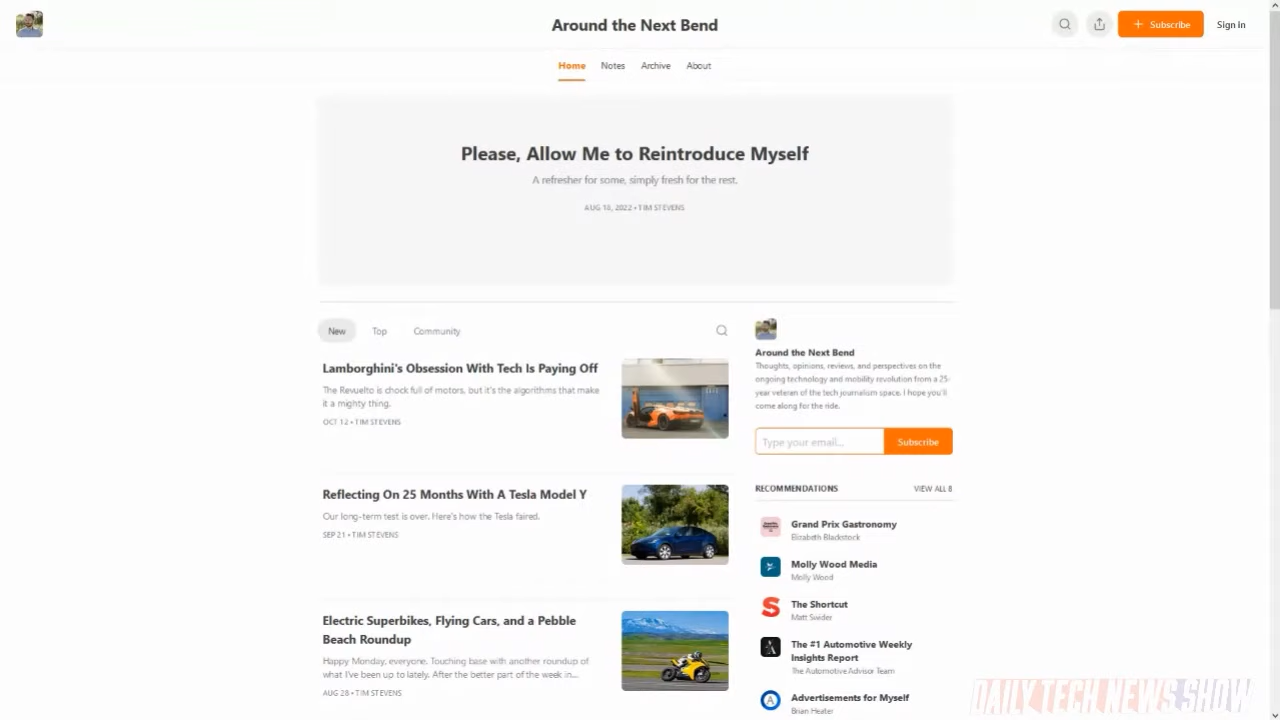 Around the Next Bend
Subscribe
Sign in
Home
Notes
Archive
About
Please, Allow Me to Reintroduce Myself
A refresher for some, simply fresh for the rest.
AUG 18, 2022 • TIM STEVENS
New
Top
Community
Lamborghini's Obsession With Tech Is Paying Off
The Revuelto is chock full of motors, but it's the algorithms that make
it a mighty thing.
OCT 12 • TIM STEVENS
Reflecting On 25 Months With A Tesla Model Y
Our long-term test is over. Here's how the Tesla faired.
SEP 21 • TIM STEVENS
Electric Superbikes, Flying Cars, and a Pebble
Beach Roundup
Happy Monday, everyone. Touching base with another roundup of
what I've been up to lately. After the better part of the week in...
AUG 28 • TIM STEVENS
Around the Next Bend
Thoughts, opinions, reviews, and perspectives on the
ongoing technology and mobility revolution from a 25-
year veteran of the tech journalism space. I hope you'll
come along for the ride.
Type your email...
Subscribe
RECOMMENDATIONS
VIEW ALL 8
Grand Prix Gastronomy
Elizabeth Blackstock
Molly Wood Media
Molly Wood
The Shortcut
Matt Swider
The #1 Automotive Weekly
Insights Report
The Automotive Advisor Team
Advertisements for Myself
Brian Heater
DAILY TECH NEWS SHOW